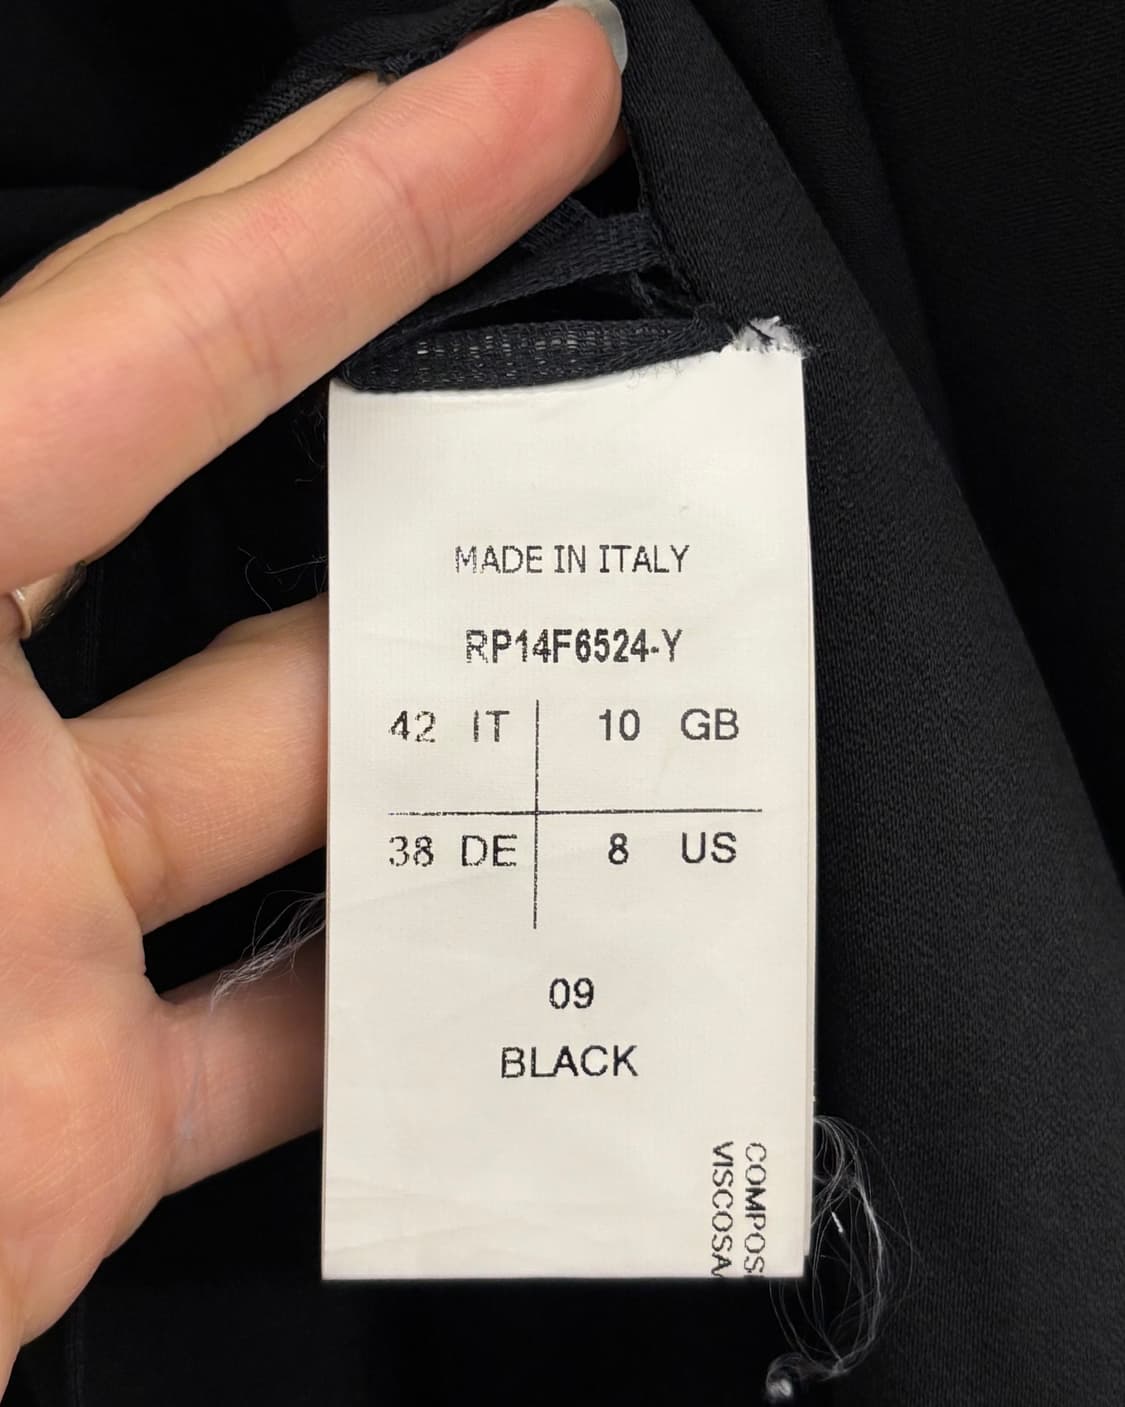 MADE IN ITALY
RP14F6524-Y
42 IT 10 GB
38 DE 8 US
09
BLACK
COMPOS
VISCOSA